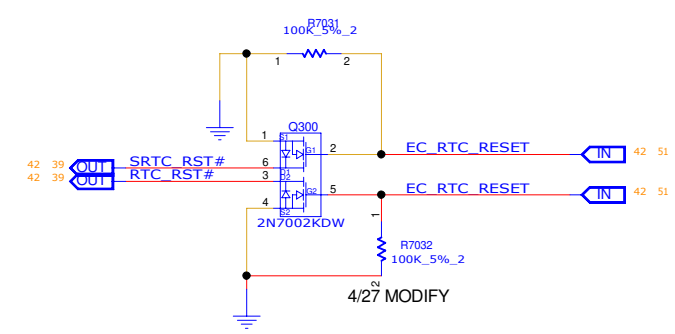 R7031
100K_5%_2
1 2
Q300
1 S1
G1 2 EC_RTC_RESET IN 42 51
42 39 OUT SRTC_RST# 6 D1
42 39 OUT RTC_RST# 3 D2
G2 5 EC_RTC_RESET IN 42 51
4 S2
2N7002KDW
1
R7032
100K_5%_2
2
4/27 MODIFY